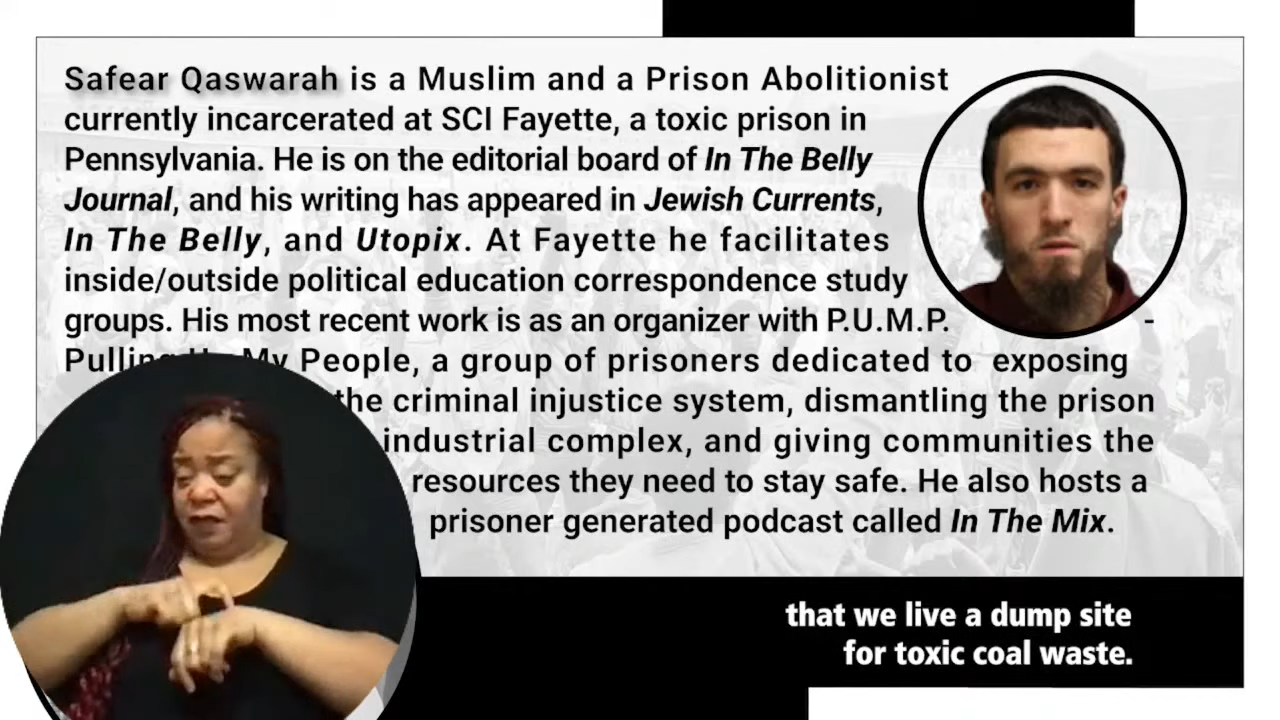 Safear Qaswarah is a Muslim and a Prison Abolitionist
currently incarcerated at SCI Fayette, a toxic prison in
Pennsylvania. He is on the editorial board of In The Belly
Journal, and his writing has appeared in Jewish Currents,
In The Belly, and Utopix. At Fayette he facilitates
inside/outside political education correspondence study
groups. His most recent work is as an organizer with P.U.M.P. -
My People, a group of prisoners dedicated to exposing
the criminal injustice system, dismantling the prison
industrial complex, and giving communities the
resources they need to stay safe. He also hosts a
prisoner generated podcast called In The Mix.
that we live a dump site
for toxic coal waste.